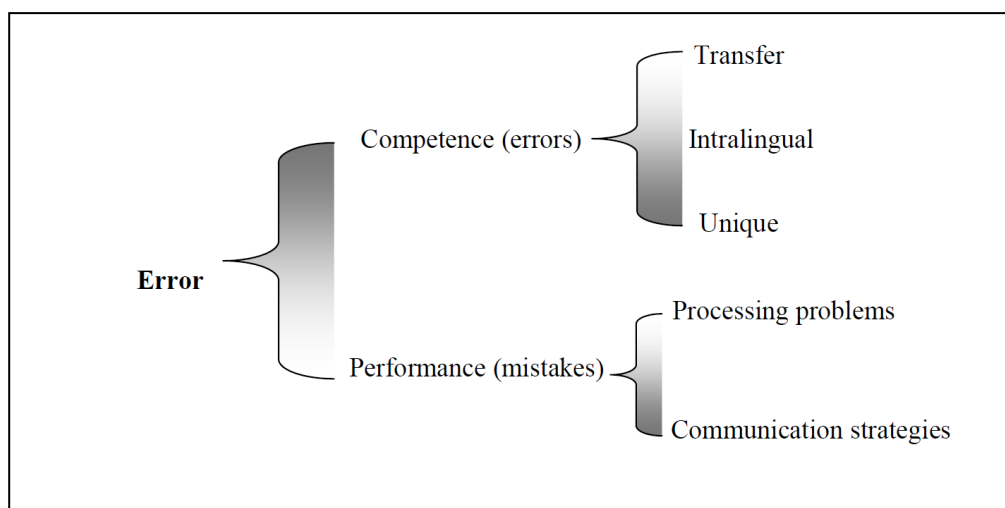 Transfer
Competence (errors)
Intralingual
Unique
Error
Processing problems
Performance (mistakes)
Communication strategies